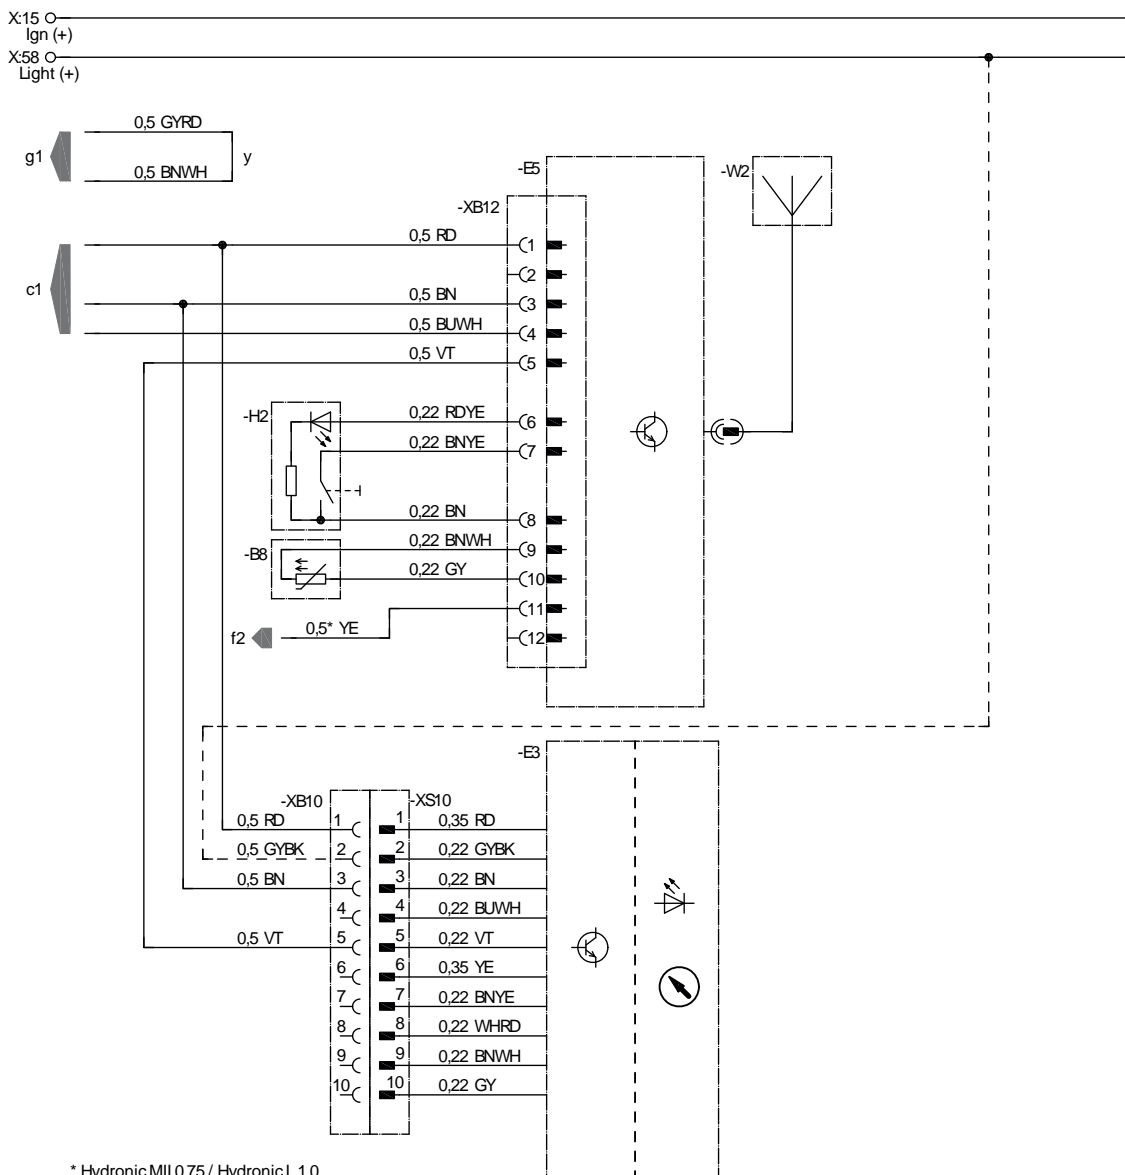 X:15
Ign (+)
X:58
Light (+)
0,5 GYRD
g1
y
0,5 BNWH
-E5
-W2
-XB12
0,5 RD
1
2
c1
0,5 BN
3
0,5 BUWH
4
0,5 VT
5
-H2
0,22 RDYE
6
0,22 BNYE
7
0,22 BN
8
-B8
0,22 BNWH
9
0,22 GY
10
11
f2
0,5* YE
12
-E3
-XB10
-XS10
0,5 RD
1
1
0,35 RD
0,5 GYBK
2
2
0,22 GYBK
0,5 BN
3
3
0,22 BN
4
4
0,22 BUWH
0,5 VT
5
5
0,22 VT
6
6
0,35 YE
7
7
0,22 BNYE
8
8
0,22 WHRD
9
9
0,22 BNWH
10
10
0,22 GY
* Hydronic MII 0,75 / Hydronic L 1,0